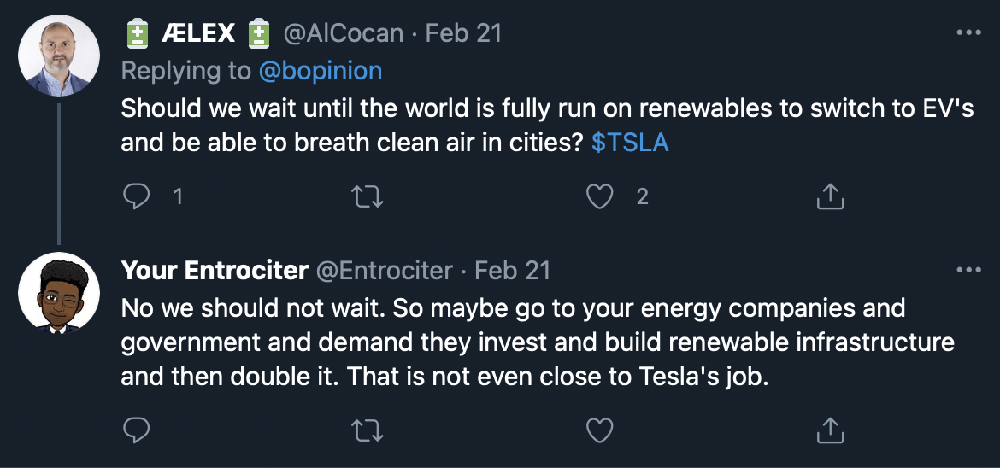 ÆLEX @AlCocan · Feb 21
Replying to @bopinion
Should we wait until the world is fully run on renewables to switch to EV's
and be able to breath clean air in cities? $TSLA
1 2
Your Entrociter @Entrociter · Feb 21
No we should not wait. So maybe go to your energy companies and
government and demand they invest and build renewable infrastructure
and then double it. That is not even close to Tesla's job.